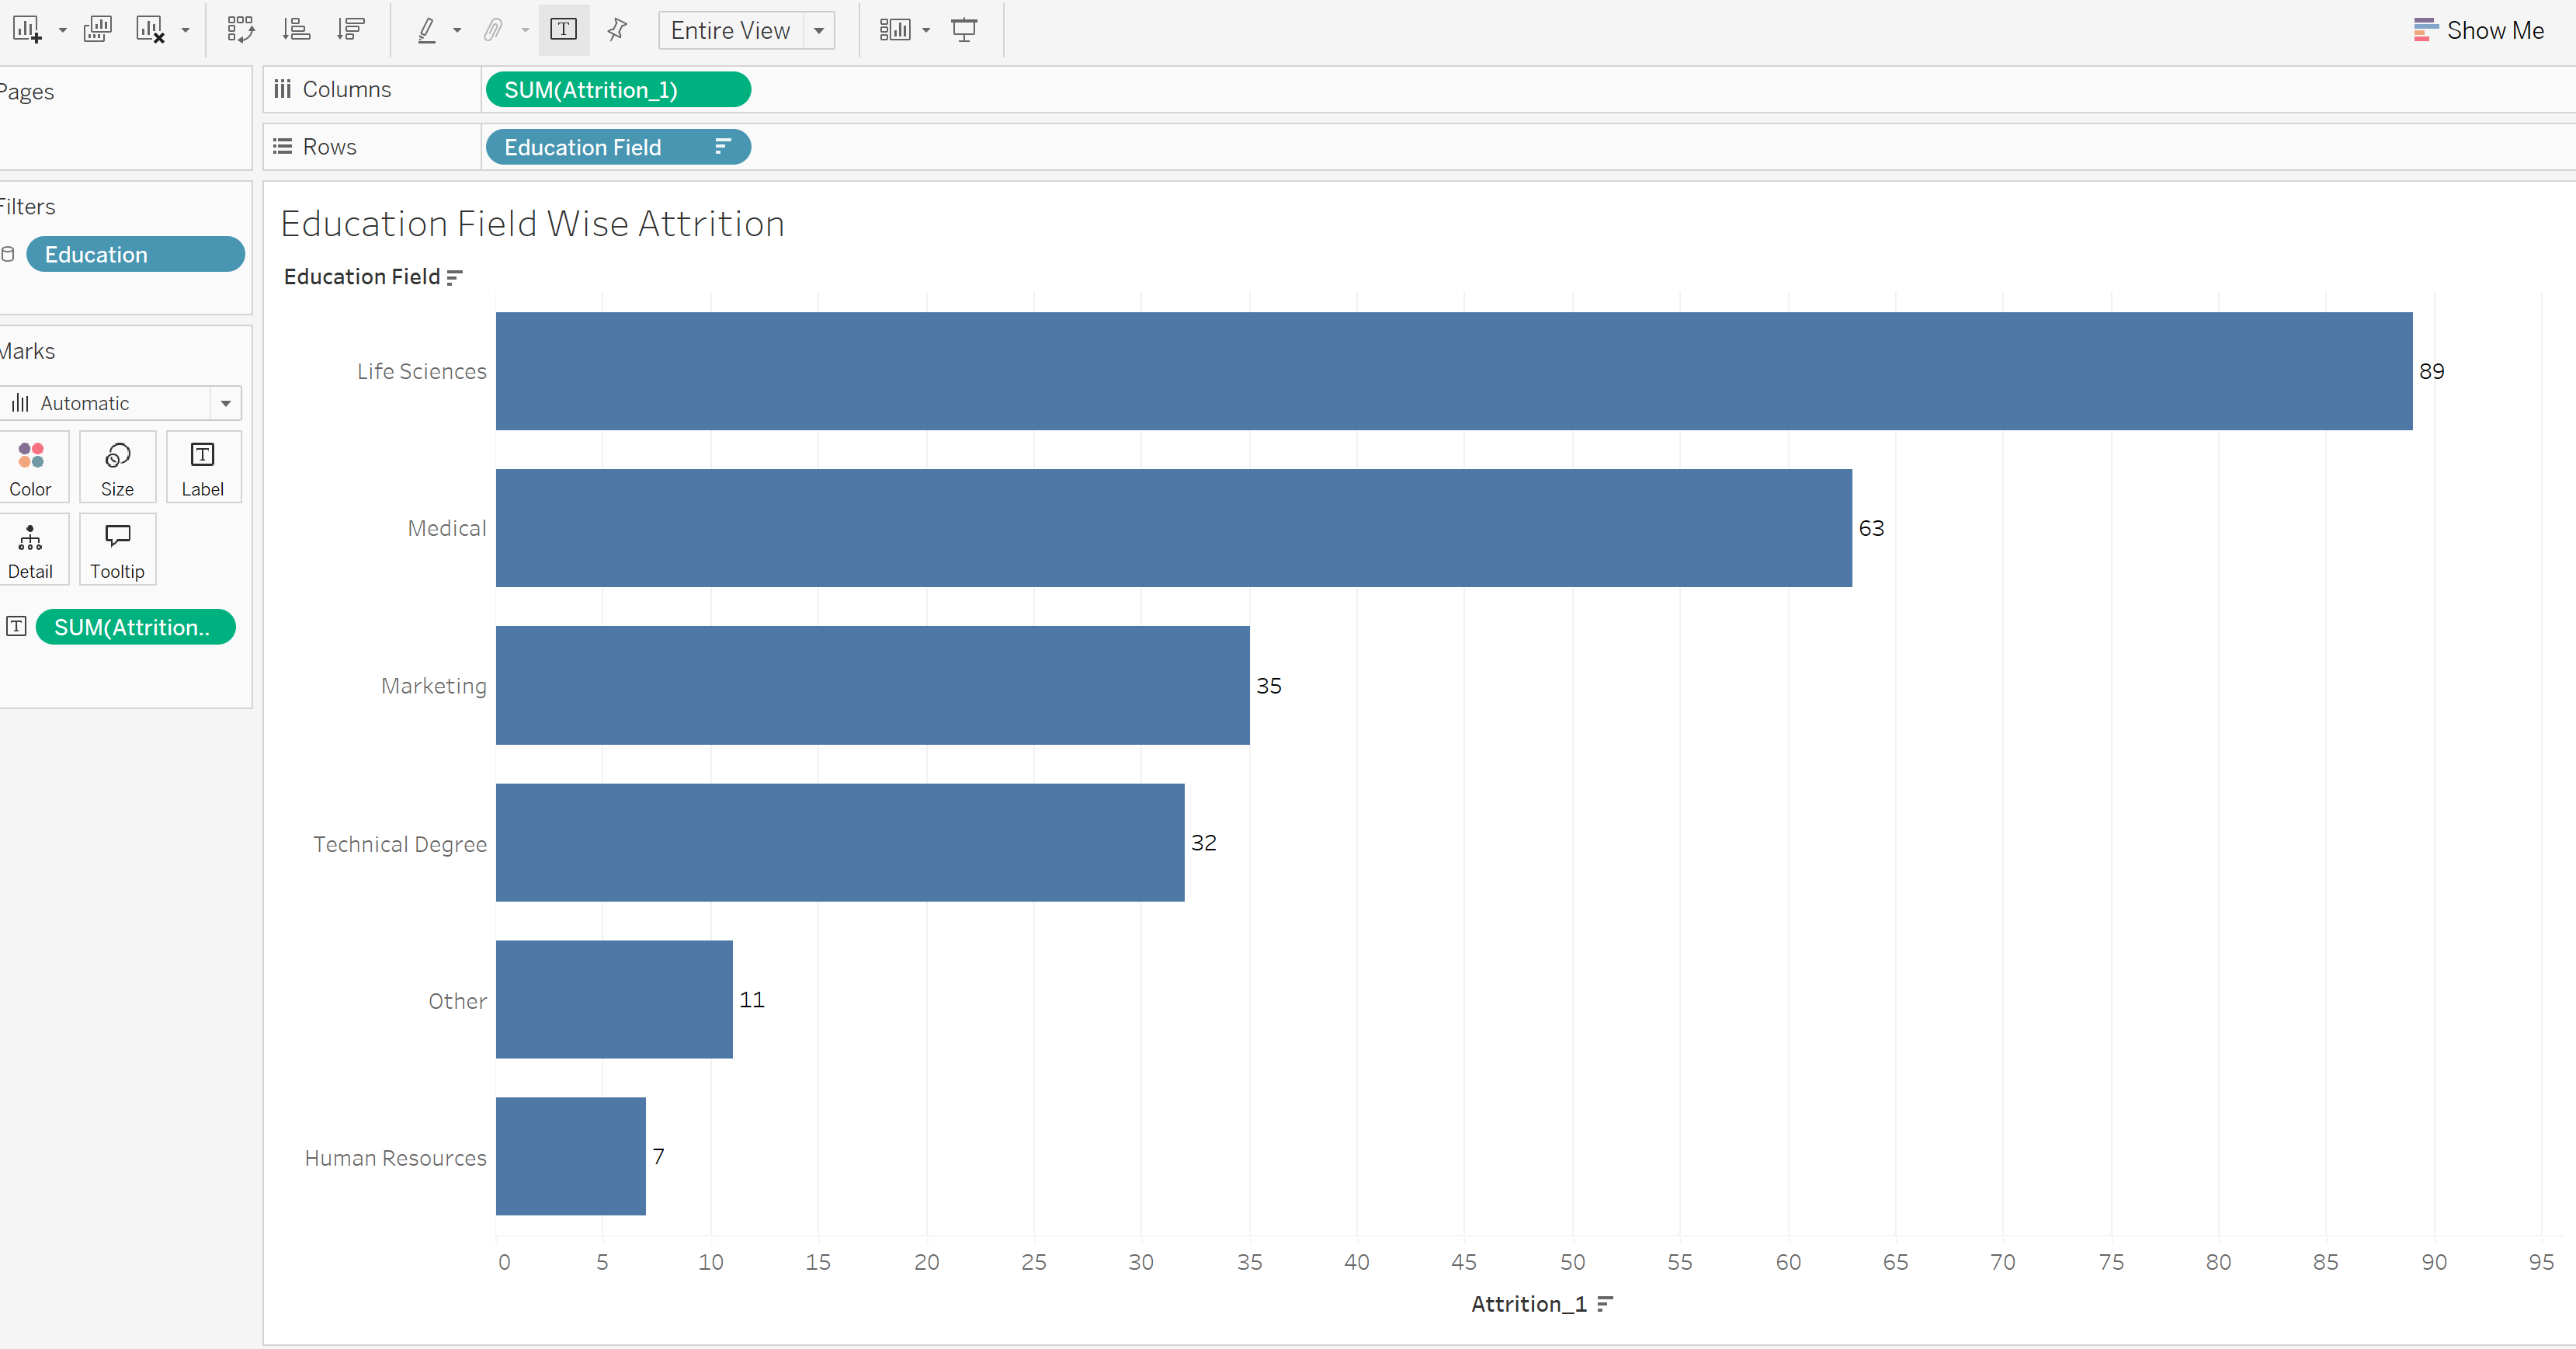 Entire View
Show Me
Pages
Columns
SUM(Attrition_1)
Rows
Education Field
Filters
Education
Marks
Automatic
Color
Size
Label
Detail
Tooltip
SUM(Attrition..
Education Field Wise Attrition
Education Field
Life Sciences
89
Medical
63
Marketing
35
Technical Degree
32
Other
11
Human Resources
7
0 5 10 15 20 25 30 35 40 45 50 55 60 65 70 75 80 85 90 95
Attrition_1